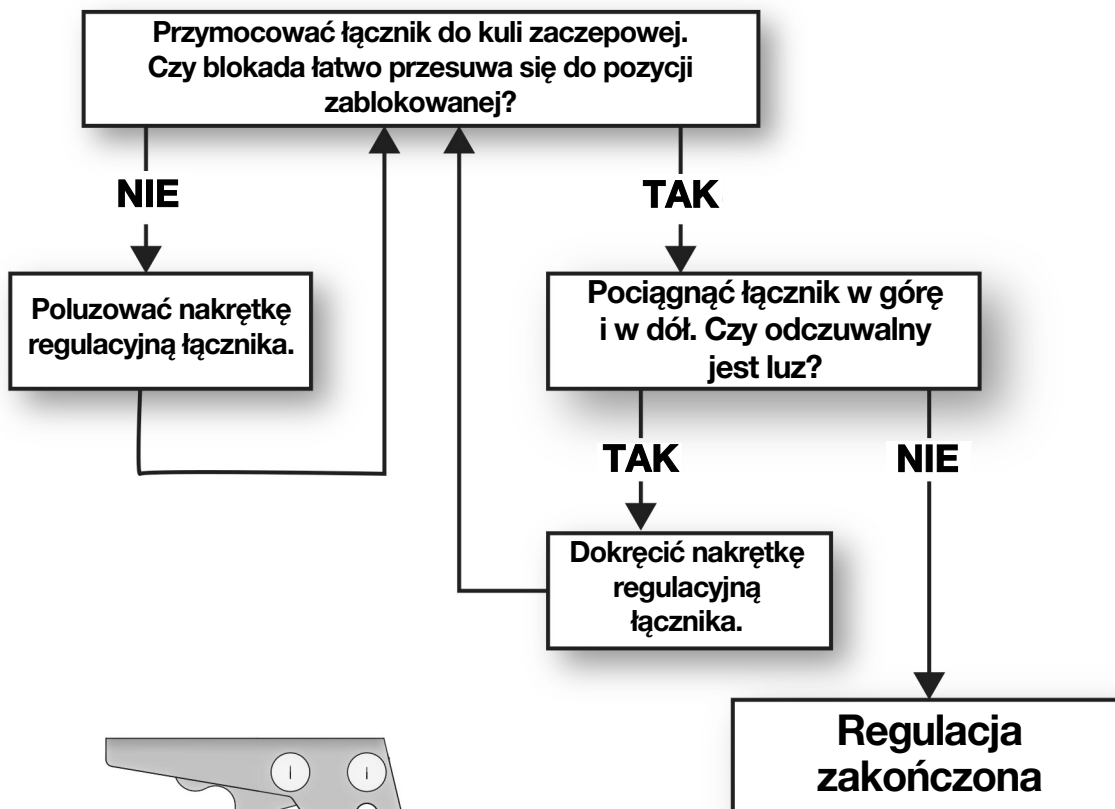 Przymocować łącznik do kuli zaczepowej.
Czy blokada łatwo przesuwa się do pozycji
zablokowanej?
NIE
TAK
Poluzować nakrętkę
regulacyjną łącznika.
Pociągnąć łącznik w górę
i w dół. Czy odczuwalny
jest luz?
TAK
NIE
Dokręcić nakrętkę
regulacyjną
łącznika.
Regulacja
zakończona